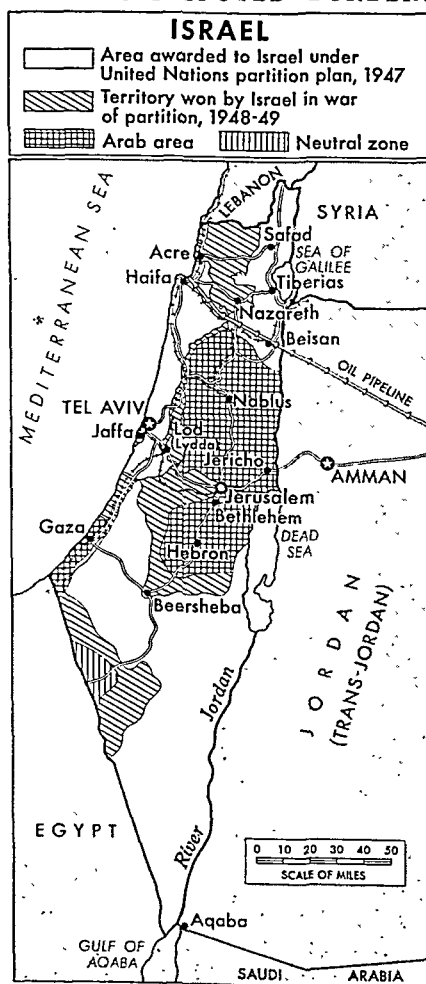 ISRAEL
Area awarded to Israel under
United Nations partition plan, 1947
Territory won by Israel in war
of partition, 1948-49
Arab area
Neutral zone
MEDITERRANEAN SEA
LEBANON
SYRIA
Safad
Acre
SEA OF
GALILEE
Haifa
Tiberias
Nazareth
Beisan
OIL PIPELINE
TEL AVIV
Nablus
Jaffa
Lod
(Lydda)
Jericho
AMMAN
Jerusalem
Bethlehem
Gaza
DEAD
SEA
Hebron
Beersheba
JORDAN
(TRANS-JORDAN)
Jordan
River
EGYPT
0 10 20 30 40 50
SCALE OF MILES
Aqaba
GULF OF
AQABA
SAUDI ARABIA